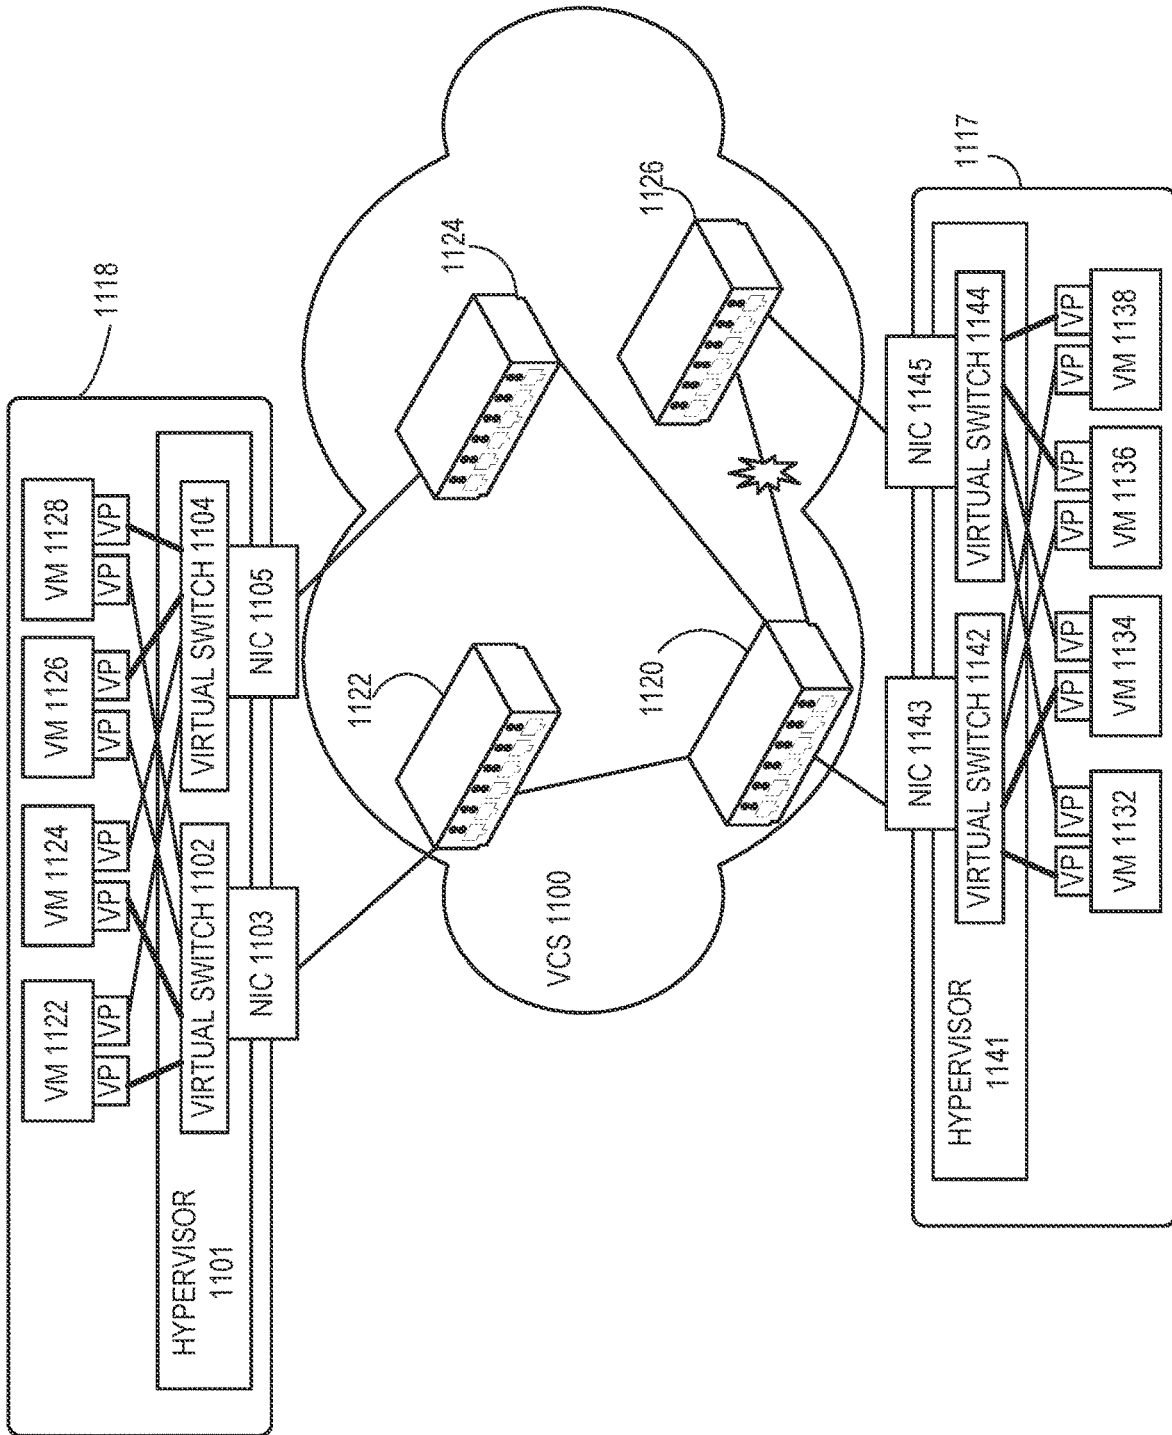 1118
VM 1122
VM 1124
VM 1126
VM 1128
VP
VP
VP
VP
VP
VP
VP
VP
HYPERVISOR
1101
VIRTUAL SWITCH 1102
VIRTUAL SWITCH 1104
NIC 1103
NIC 1105
1122
1124
VCS 1100
1120
1126
1117
NIC 1143
NIC 1145
HYPERVISOR
1141
VIRTUAL SWITCH 1142
VIRTUAL SWITCH 1144
VP
VP
VP
VP
VP
VP
VP
VP
VM 1132
VM 1134
VM 1136
VM 1138